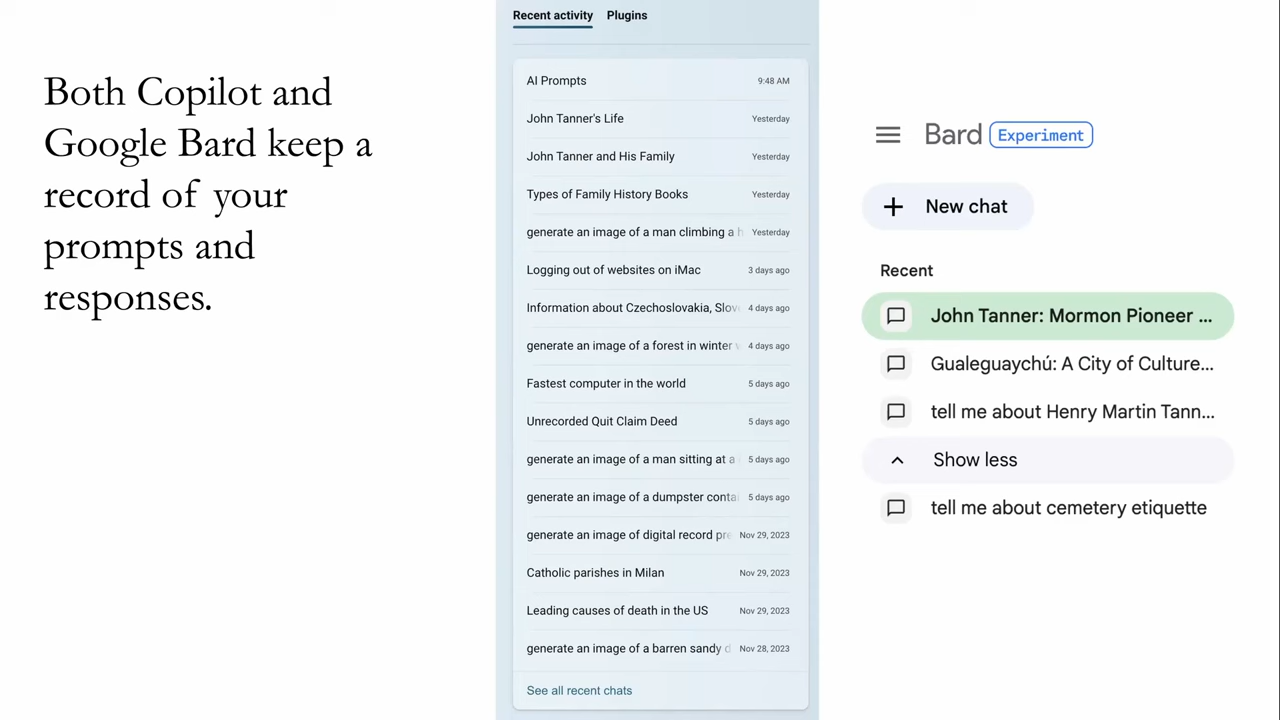 Both Copilot and
Google Bard keep a
record of your
prompts and
responses.
Recent activity Plugins
AI Prompts 9:48 AM
John Tanner's Life Yesterday
John Tanner and His Family Yesterday
Types of Family History Books Yesterday
generate an image of a man climbing a h Yesterday
Logging out of websites on iMac 3 days ago
Information about Czechoslovakia, Slov 4 days ago
generate an image of a forest in winter w 4 days ago
Fastest computer in the world 5 days ago
Unrecorded Quit Claim Deed 5 days ago
generate an image of a man sitting at a 5 days ago
generate an image of a dumpster conta 5 days ago
generate an image of digital record pre Nov 29, 2023
Catholic parishes in Milan Nov 29, 2023
Leading causes of death in the US Nov 29, 2023
generate an image of a barren sandy d Nov 28, 2023
See all recent chats
Bard Experiment
New chat
Recent
John Tanner: Mormon Pioneer ...
Gualeguaychú: A City of Culture...
tell me about Henry Martin Tann...
Show less
tell me about cemetery etiquette